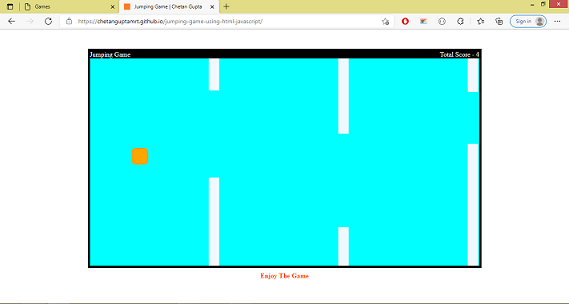 Games
Jumping Game | Chetan Gupta
https://chetanguptamrt.github.io/jumping-game-using-html-javascript/
Sign in
Jumping Game
Total Score - 4
Enjoy The Game